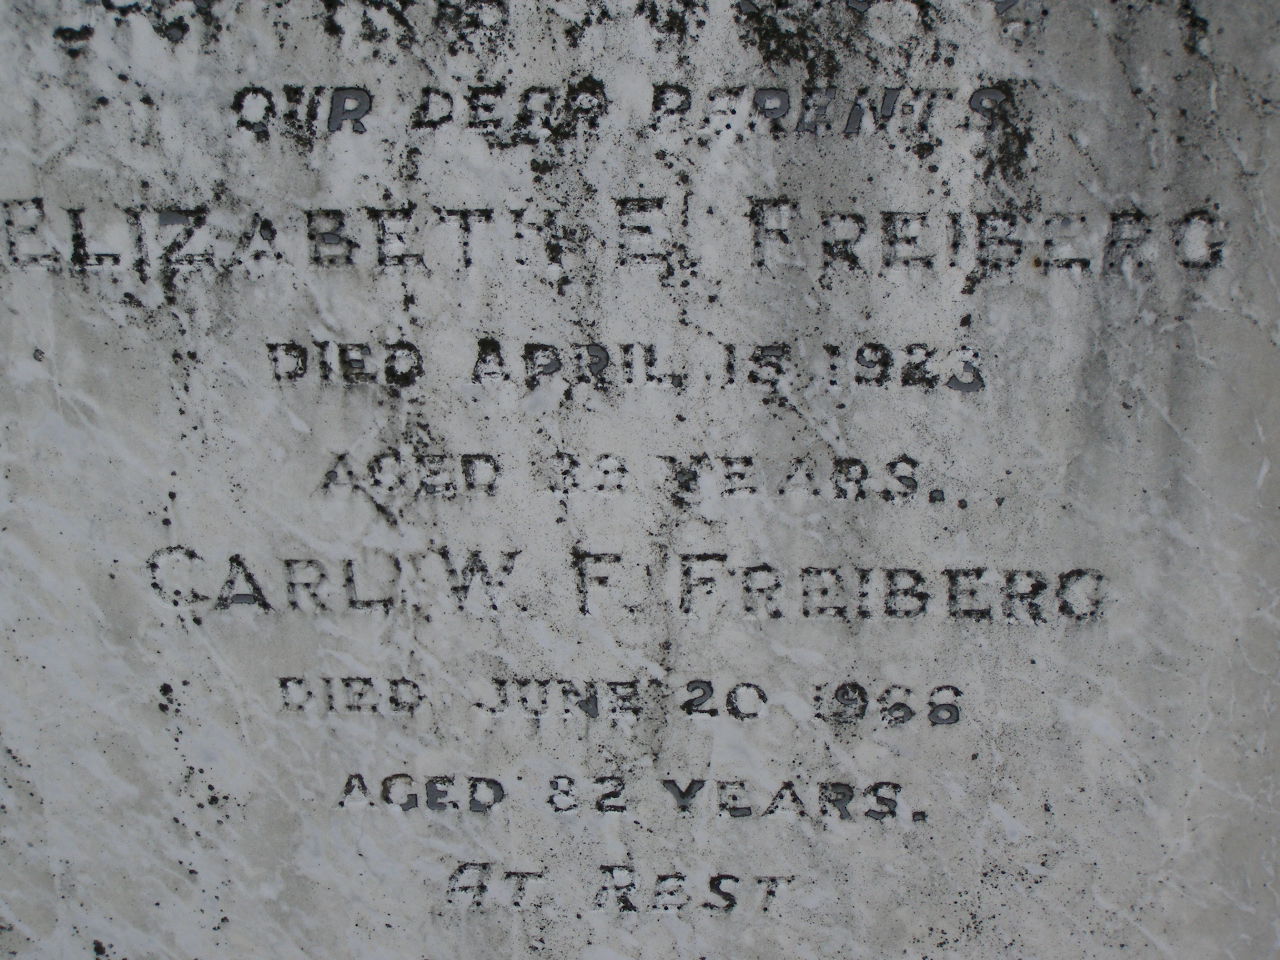 OUR DEAR PARENTS
ELIZABETH E. FREIBERG
DIED APRIL 15 1923
AGED 38 YEARS.
CARL W. F. FREIBERG
DIED JUNE 20 1966
AGED 82 YEARS.
AT REST